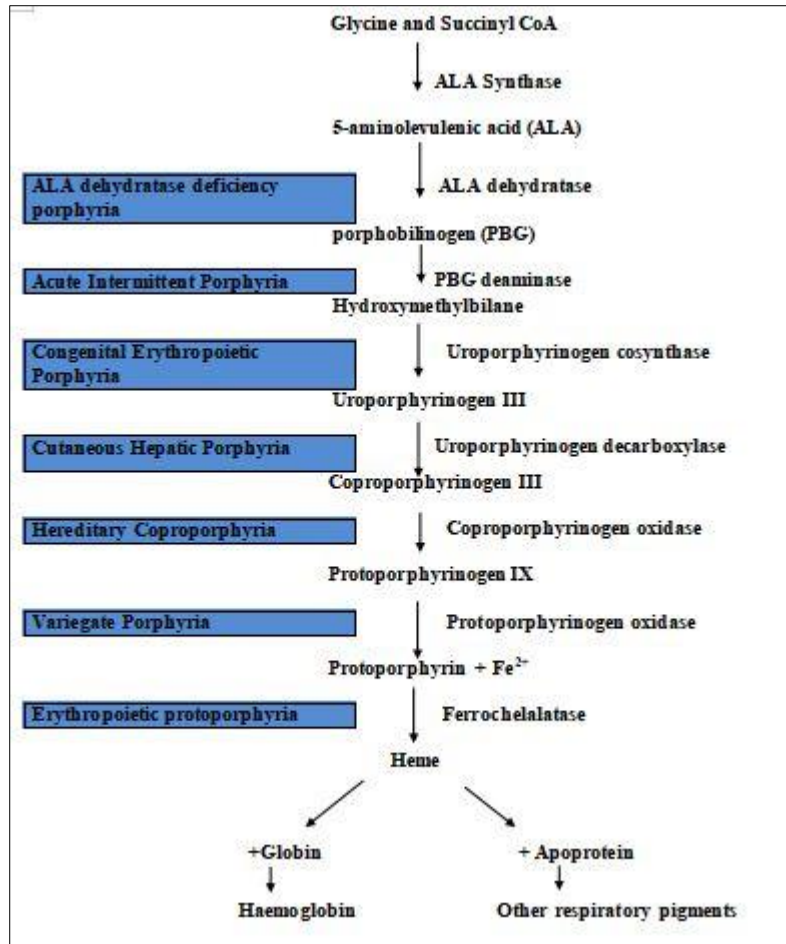 Glycine and Succinyl CoA
ALA Synthase
5-aminolevulenic acid (ALA)
ALA dehydratase deficiency
porphyria
ALA dehydratase
porphobilinogen (PBG)
Acute Intermittent Porphyria
PBG deaminase
Hydroxymethylbilane
Congenital Erythropoietic
Porphyria
Uroporphyrinogen cosynthase
Uroporphyrinogen III
Cutaneous Hepatic Porphyria
Uroporphyrinogen decarboxylase
Coproporphyrinogen III
Hereditary Coproporphyria
Coproporphyrinogen oxidase
Protoporphyrinogen IX
Variegate Porphyria
Protoporphyrinogen oxidase
Protoporphyrin + Fe²⁺
Erythropoietic protoporphyria
Ferrochelalatase
Heme
+Globin
+ Apoprotein
Haemoglobin
Other respiratory pigments